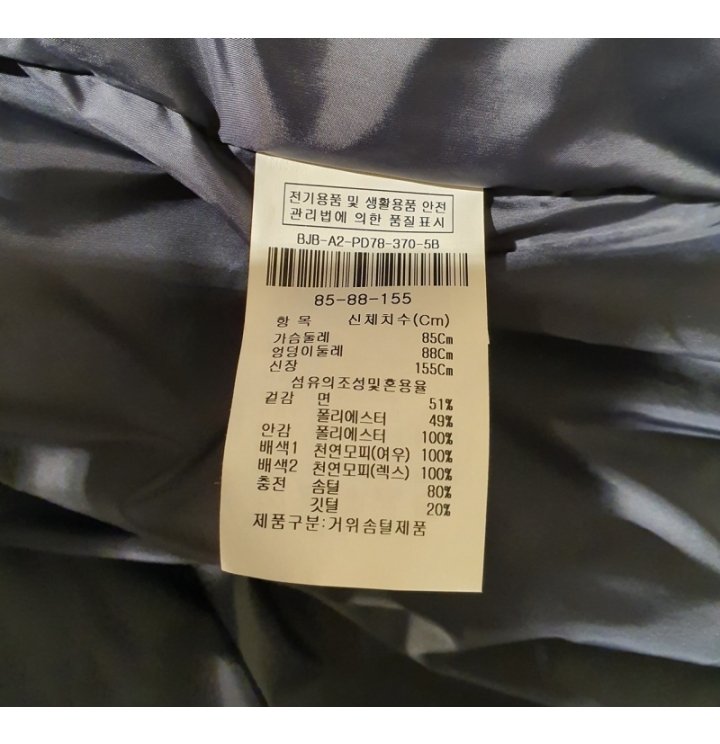 전기용품 및 생활용품 안전
관리법에 의한 품질표시
BJB-A2-PD78-370-5B
85-88-155
항 목 신체치수(Cm)
가슴둘레 85Cm
엉덩이둘레 88Cm
신장 155Cm
섬유의조성및혼용율
겉감 면 51%
폴리에스터 49%
안감 폴리에스터 100%
배색1 천연모피(여우) 100%
배색2 천연모피(렉스) 100%
충전 솜털 80%
깃털 20%
제품구분:거위솜털제품